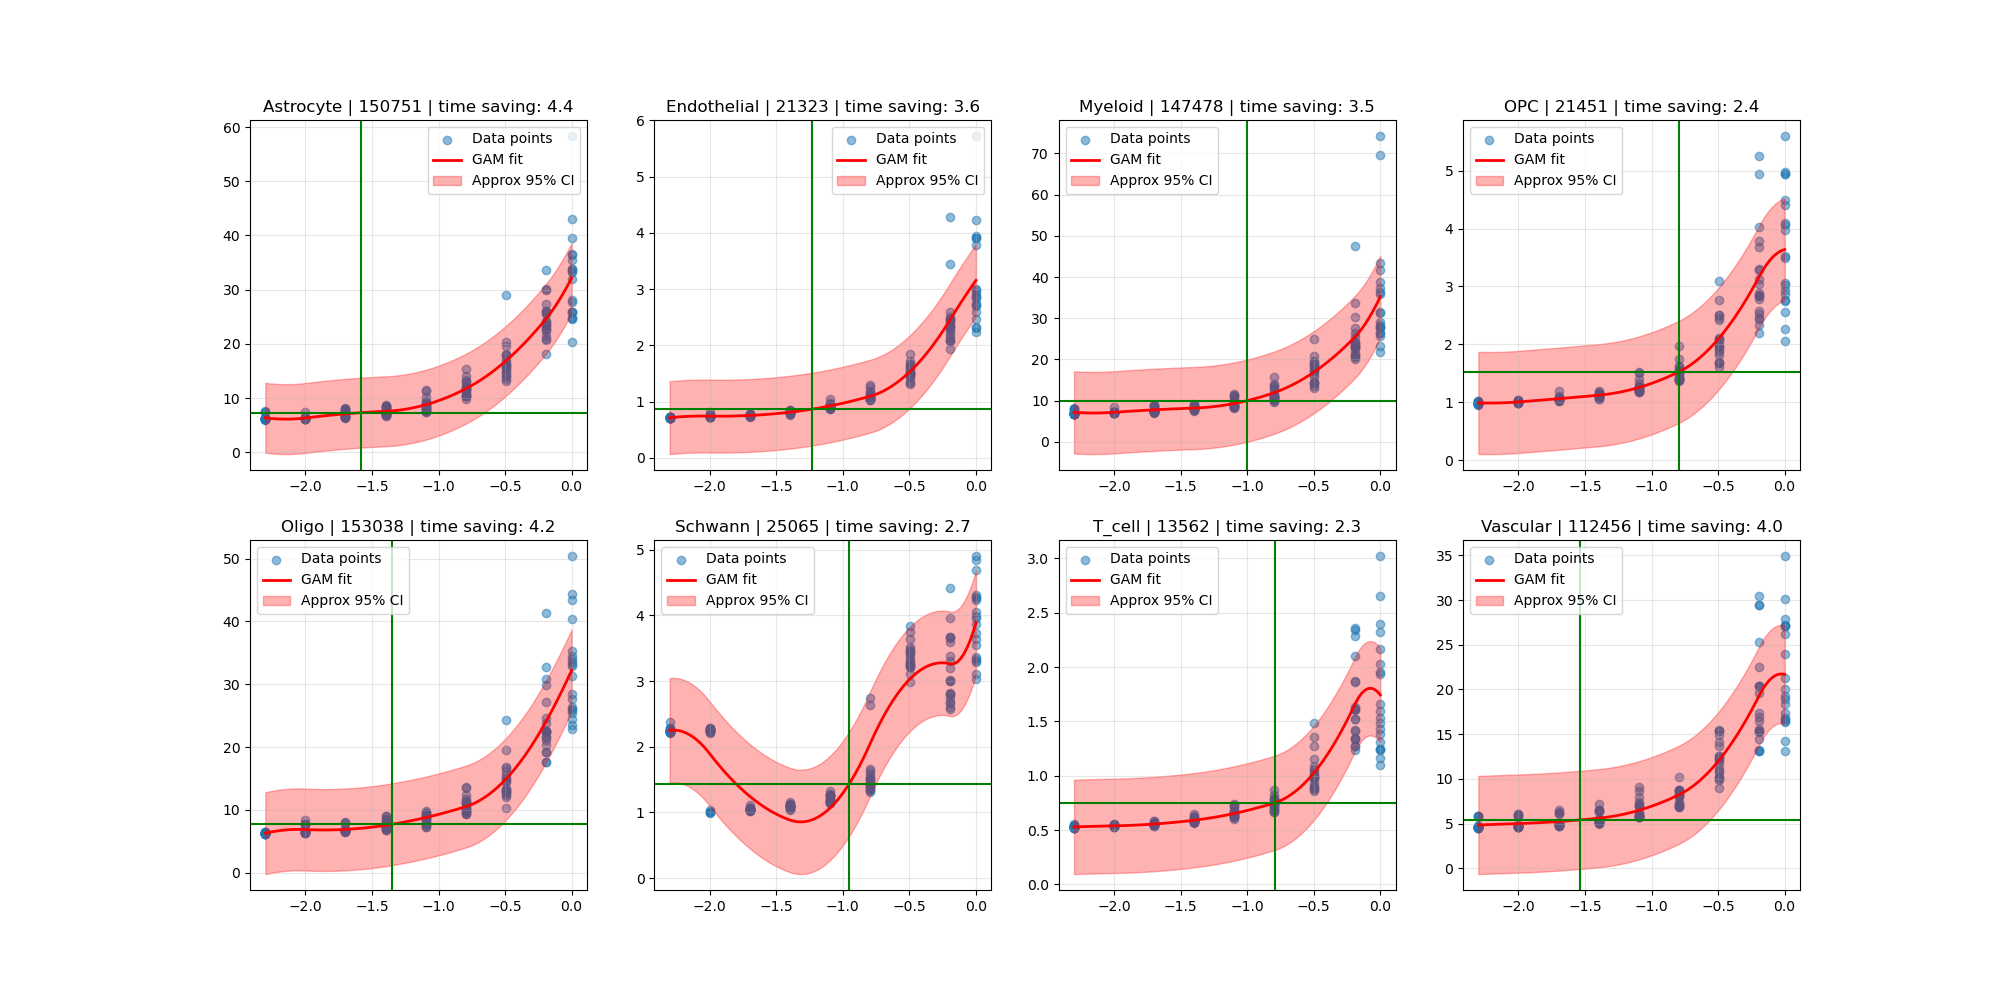 Astrocyte | 150751 | time saving: 4.4
Endothelial | 21323 | time saving: 3.6
Myeloid | 147478 | time saving: 3.5
OPC | 21451 | time saving: 2.4
60
50
40
30
20
10
0
Data points
GAM fit
Approx 95% CI
−2.0 −1.5 −1.0 −0.5 0.0
6
5
4
3
2
1
0
Data points
GAM fit
Approx 95% CI
−2.0 −1.5 −1.0 −0.5 0.0
70
60
50
40
30
20
10
0
Data points
GAM fit
Approx 95% CI
−2.0 −1.5 −1.0 −0.5 0.0
5
4
3
2
1
0
Data points
GAM fit
Approx 95% CI
−2.0 −1.5 −1.0 −0.5 0.0
Oligo | 153038 | time saving: 4.2
Schwann | 25065 | time saving: 2.7
T_cell | 13562 | time saving: 2.3
Vascular | 112456 | time saving: 4.0
50
40
30
20
10
0
Data points
GAM fit
Approx 95% CI
−2.0 −1.5 −1.0 −0.5 0.0
5
4
3
2
1
0
Data points
GAM fit
Approx 95% CI
−2.0 −1.5 −1.0 −0.5 0.0
3.0
2.5
2.0
1.5
1.0
0.5
0.0
Data points
GAM fit
Approx 95% CI
−2.0 −1.5 −1.0 −0.5 0.0
35
30
25
20
15
10
5
0
Data points
GAM fit
Approx 95% CI
−2.0 −1.5 −1.0 −0.5 0.0